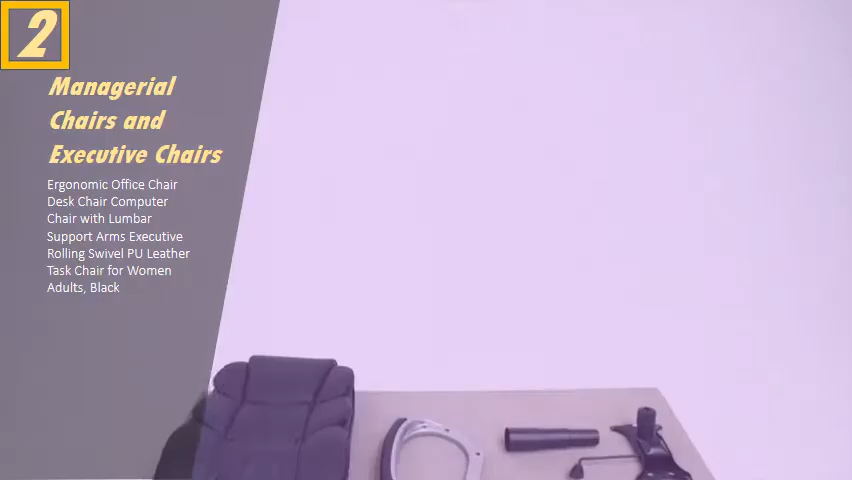 2
Managerial
Chairs and
Executive Chairs
Ergonomic Office Chair
Desk Chair Computer
Chair with Lumbar
Support Arms Executive
Rolling Swivel PU Leather
Task Chair for Women
Adults, Black